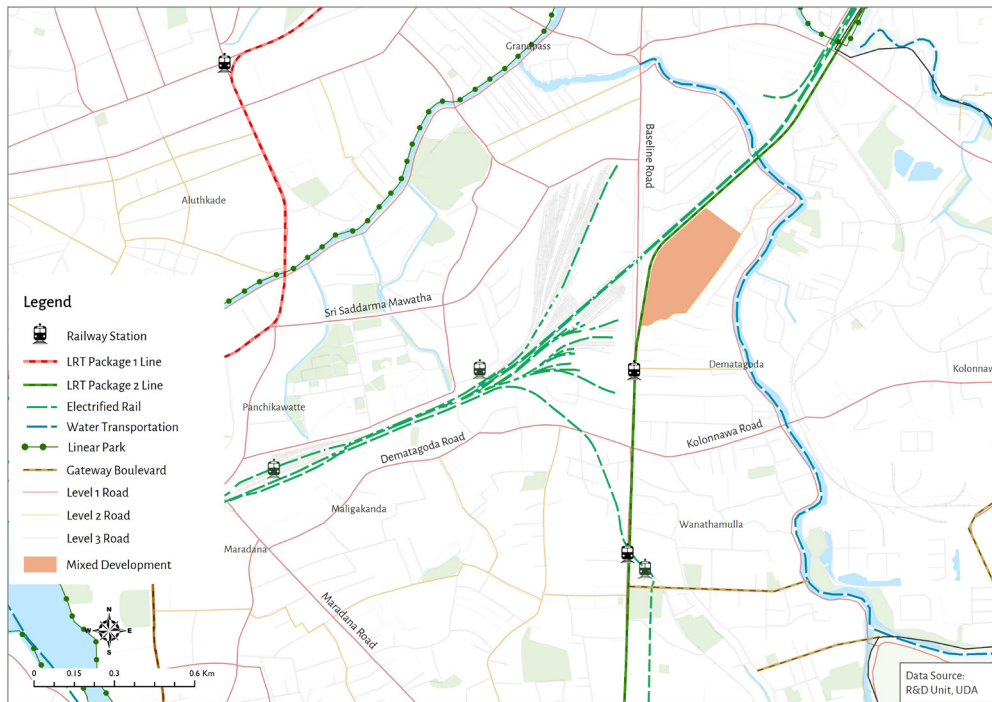 Grandpass
Baseline Road
Aluthkade
Sri Saddarma Mawatha
Legend
Railway Station
LRT Package 1 Line
LRT Package 2 Line
Electrified Rail
Water Transportation
Linear Park
Gateway Boulevard
Level 1 Road
Level 2 Road
Level 3 Road
Mixed Development
Dematagoda
Kolonnaw
Panchikawatte
Dematagoda Road
Kolonnawa Road
Maligakanda
Wanathamulla
Maradana
Maradana Road
N
W E
S
0 0.15 0.3 0.6 Km
Data Source:
R&D Unit, UDA